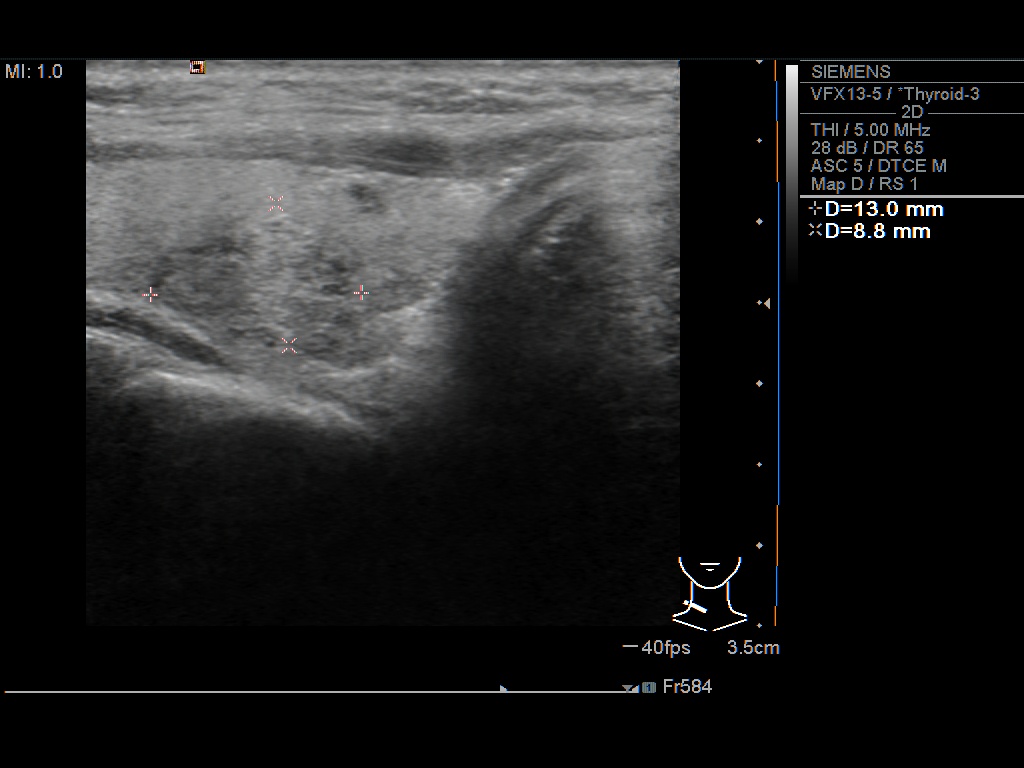 MI: 1.0
SIEMENS
VFX13-5 / *Thyroid-3
2D
THI / 5.00 MHz
28 dB / DR 65
ASC 5 / DTCE M
Map D / RS 1
D=13.0 mm
D=8.8 mm
40fps 3.5cm
Fr584